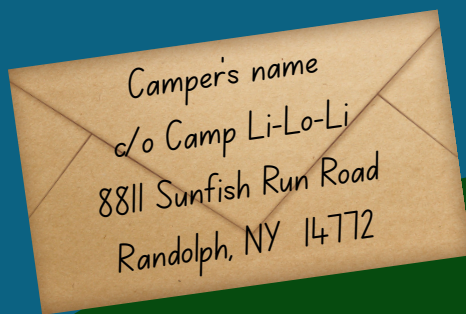 Camper's name
c/o Camp Li-Lo-Li
8811 Sunfish Run Road
Randolph, NY 14772